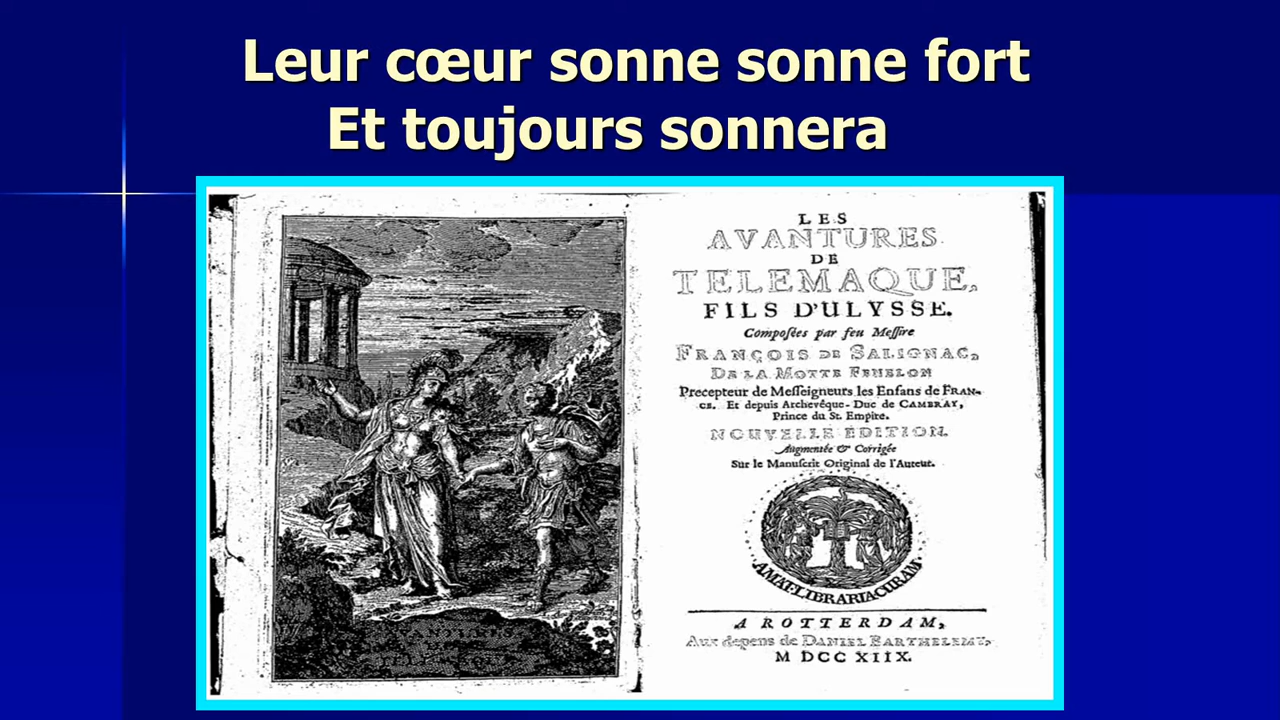 Leur cœur sonne sonne fort
Et toujours sonnera
LES
AVANTURES
DE
TELEMAQUE,
FILS D'ULYSSE.
Composées par feu Messire
FRANÇOIS DE SALIGNAC,
DE LA MOTTE FENELON
Precepteur de Messeigneurs les Enfans de FRAN-
CE. Et depuis Archevêque-Duc de CAMBRAY,
Prince du St. Empire.
NOUVELLE EDITION.
Augmentée & Corrigée
Sur le Manuscrit Original de l'Auteur.
AMAT LIBRARIA CURAM
A ROTTERDAM,
Aux depens de DANIEL BARTHELEMY,
M DCC XIIX.